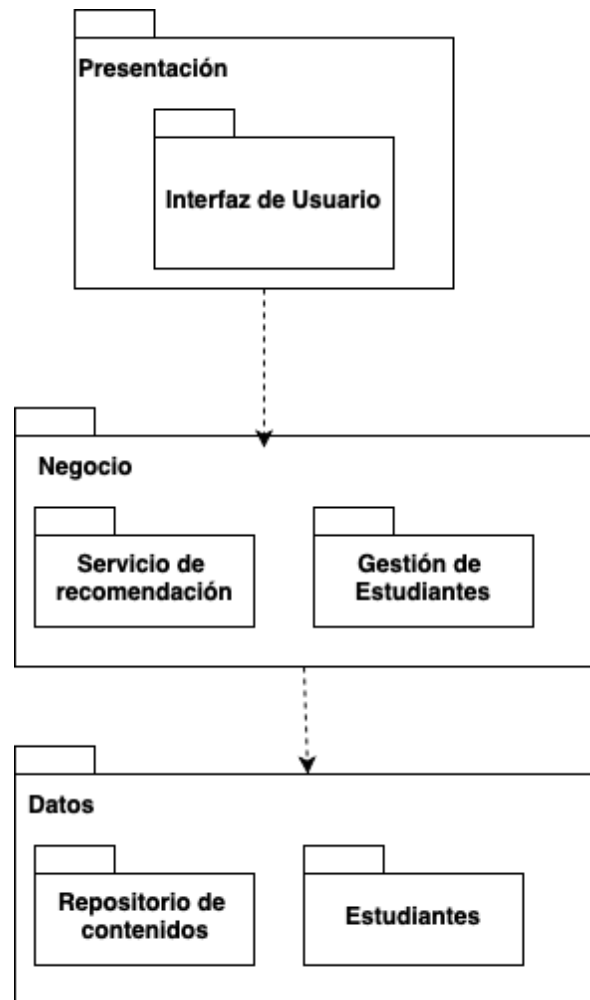 Presentación
Interfaz de Usuario
Negocio
Servicio de
recomendación
Gestión de
Estudiantes
Datos
Repositorio de
contenidos
Estudiantes